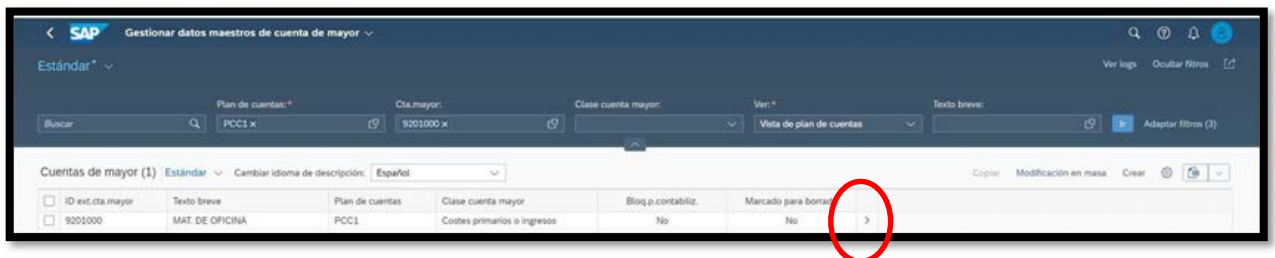 SAP Gestionar datos maestros de cuenta de mayor
Estándar*
Ver logs Ocultar filtros
Plan de cuentas:* Cta.mayor: Clase cuenta mayor: Ver:* Texto breve:
Buscar PCC1 9201000 Vista de plan de cuentas Ir Adaptar filtros (3)
Cuentas de mayor (1) Estándar Cambiar idioma de descripción: Español Copiar Modificación en masa Crear
ID ext.cta.mayor Texto breve Plan de cuentas Clase cuenta mayor Bloq.p.contabiliz. Marcado para borrad
9201000 MAT. DE OFICINA PCC1 Costes primarios o ingresos No No